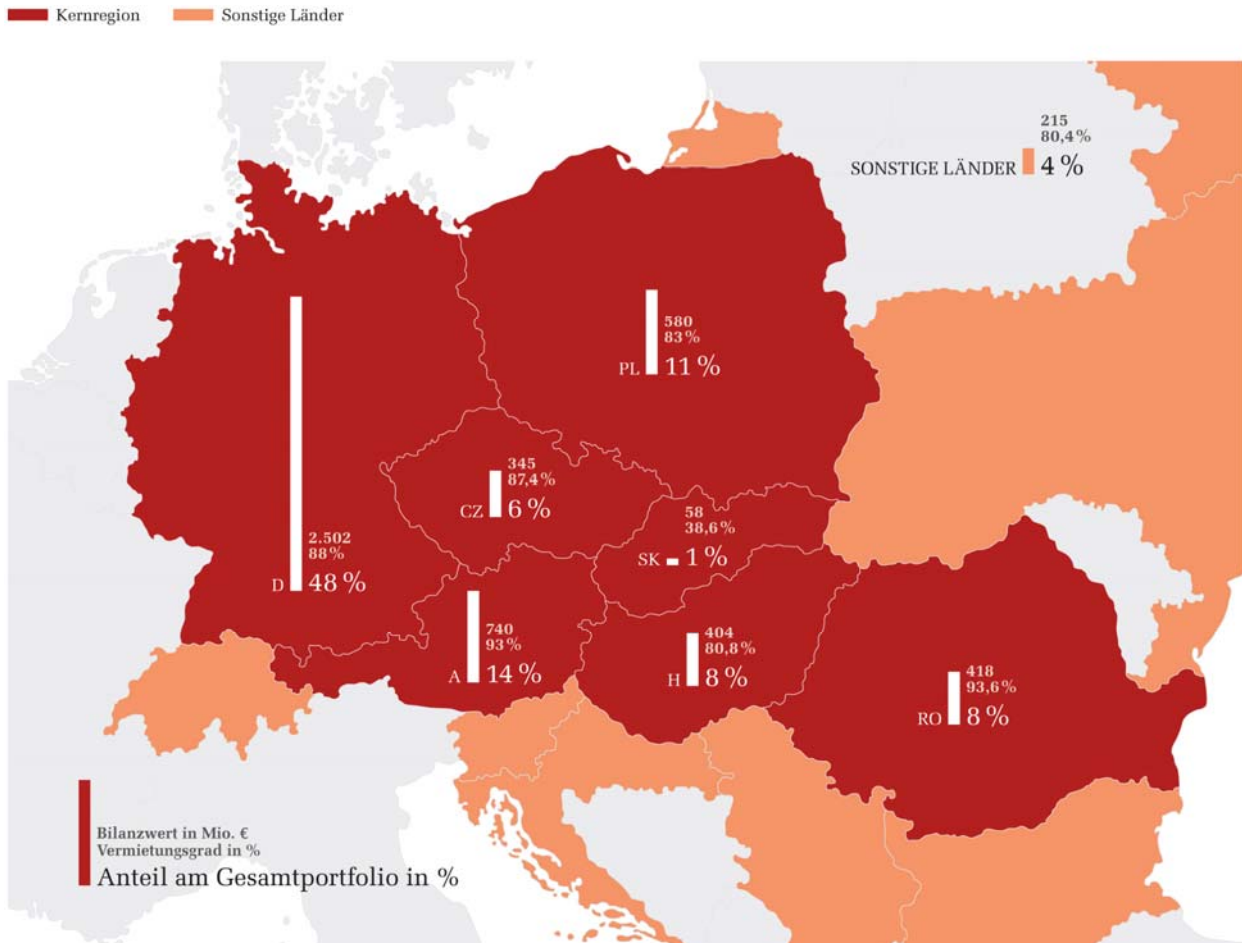 Kernregion
Sonstige Länder
215
80,4 %
SONSTIGE LÄNDER 4 %
580
83 %
PL 11 %
345
87,4 %
CZ 6 %
58
38,6 %
SK 1 %
2.502
88 %
D 48 %
740
93 %
A 14 %
404
80,8 %
H 8 %
418
93,6 %
RO 8 %
Bilanzwert in Mio. €
Vermietungsgrad in %
Anteil am Gesamtportfolio in %